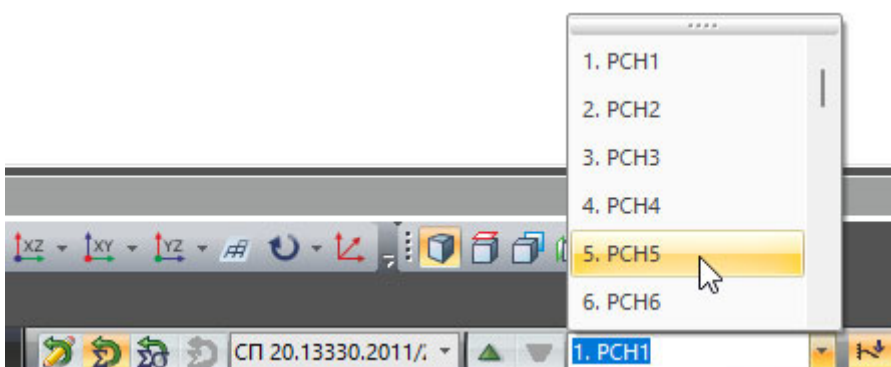 1. РСН1
2. РСН2
3. РСН3
4. РСН4
5. РСН5
6. РСН6
XZ XY YZ
СП 20.13330.2011/ 1. РСН1